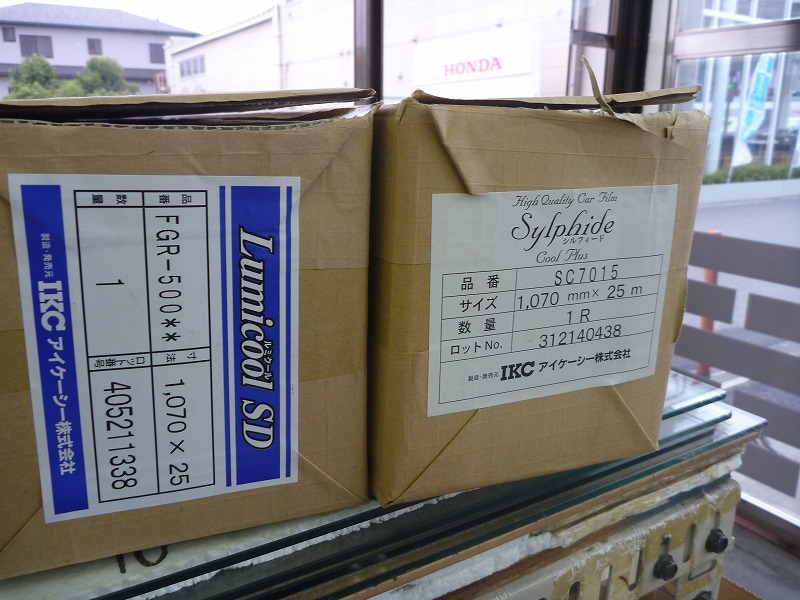 HONDA
Lumicool SD
ルミクール
品番 FGR-500** 寸法 1,070 × 25
数量 1 ロット番号 405211338
製造・発売元 IKC アイケーシー株式会社
High Quality Car Film
Sylphide
シルフィード
Cool Plus
品番 SC7015
サイズ 1,070 mm × 25 m
数量 1R
ロットNo. 312140438
製造・発売元 IKC アイケーシー株式会社